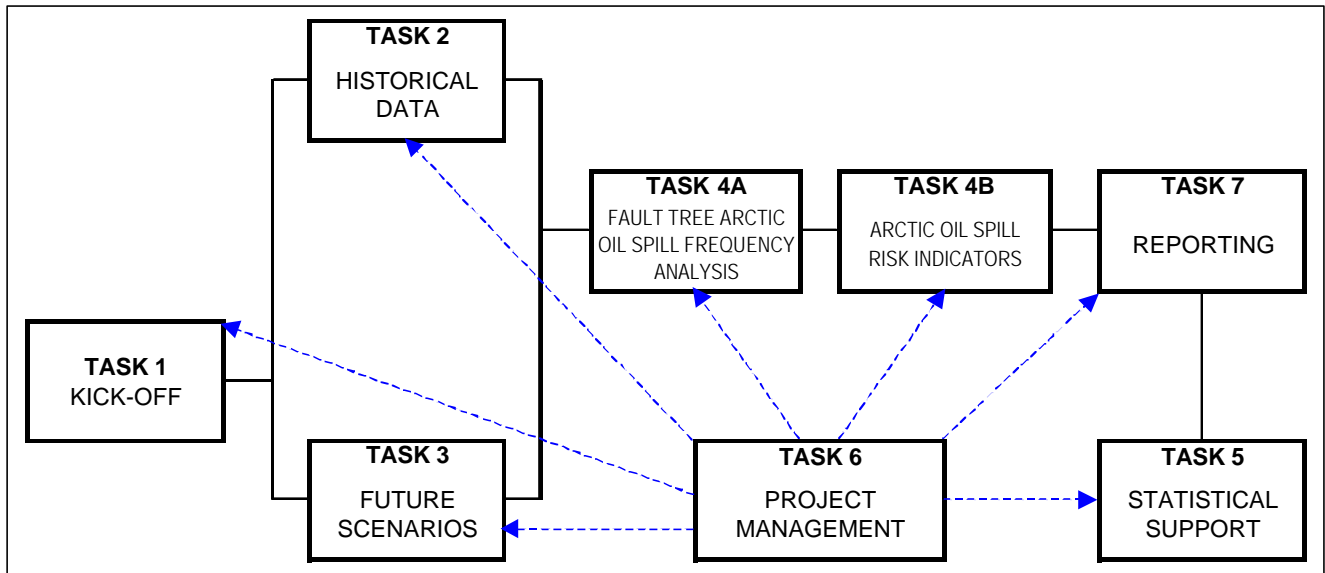 TASK 2
HISTORICAL
DATA
TASK 4A
FAULT TREE ARCTIC
OIL SPILL FREQUENCY
ANALYSIS
TASK 4B
ARCTIC OIL SPILL
RISK INDICATORS
TASK 7
REPORTING
TASK 1
KICK-OFF
TASK 3
FUTURE
SCENARIOS
TASK 6
PROJECT
MANAGEMENT
TASK 5
STATISTICAL
SUPPORT